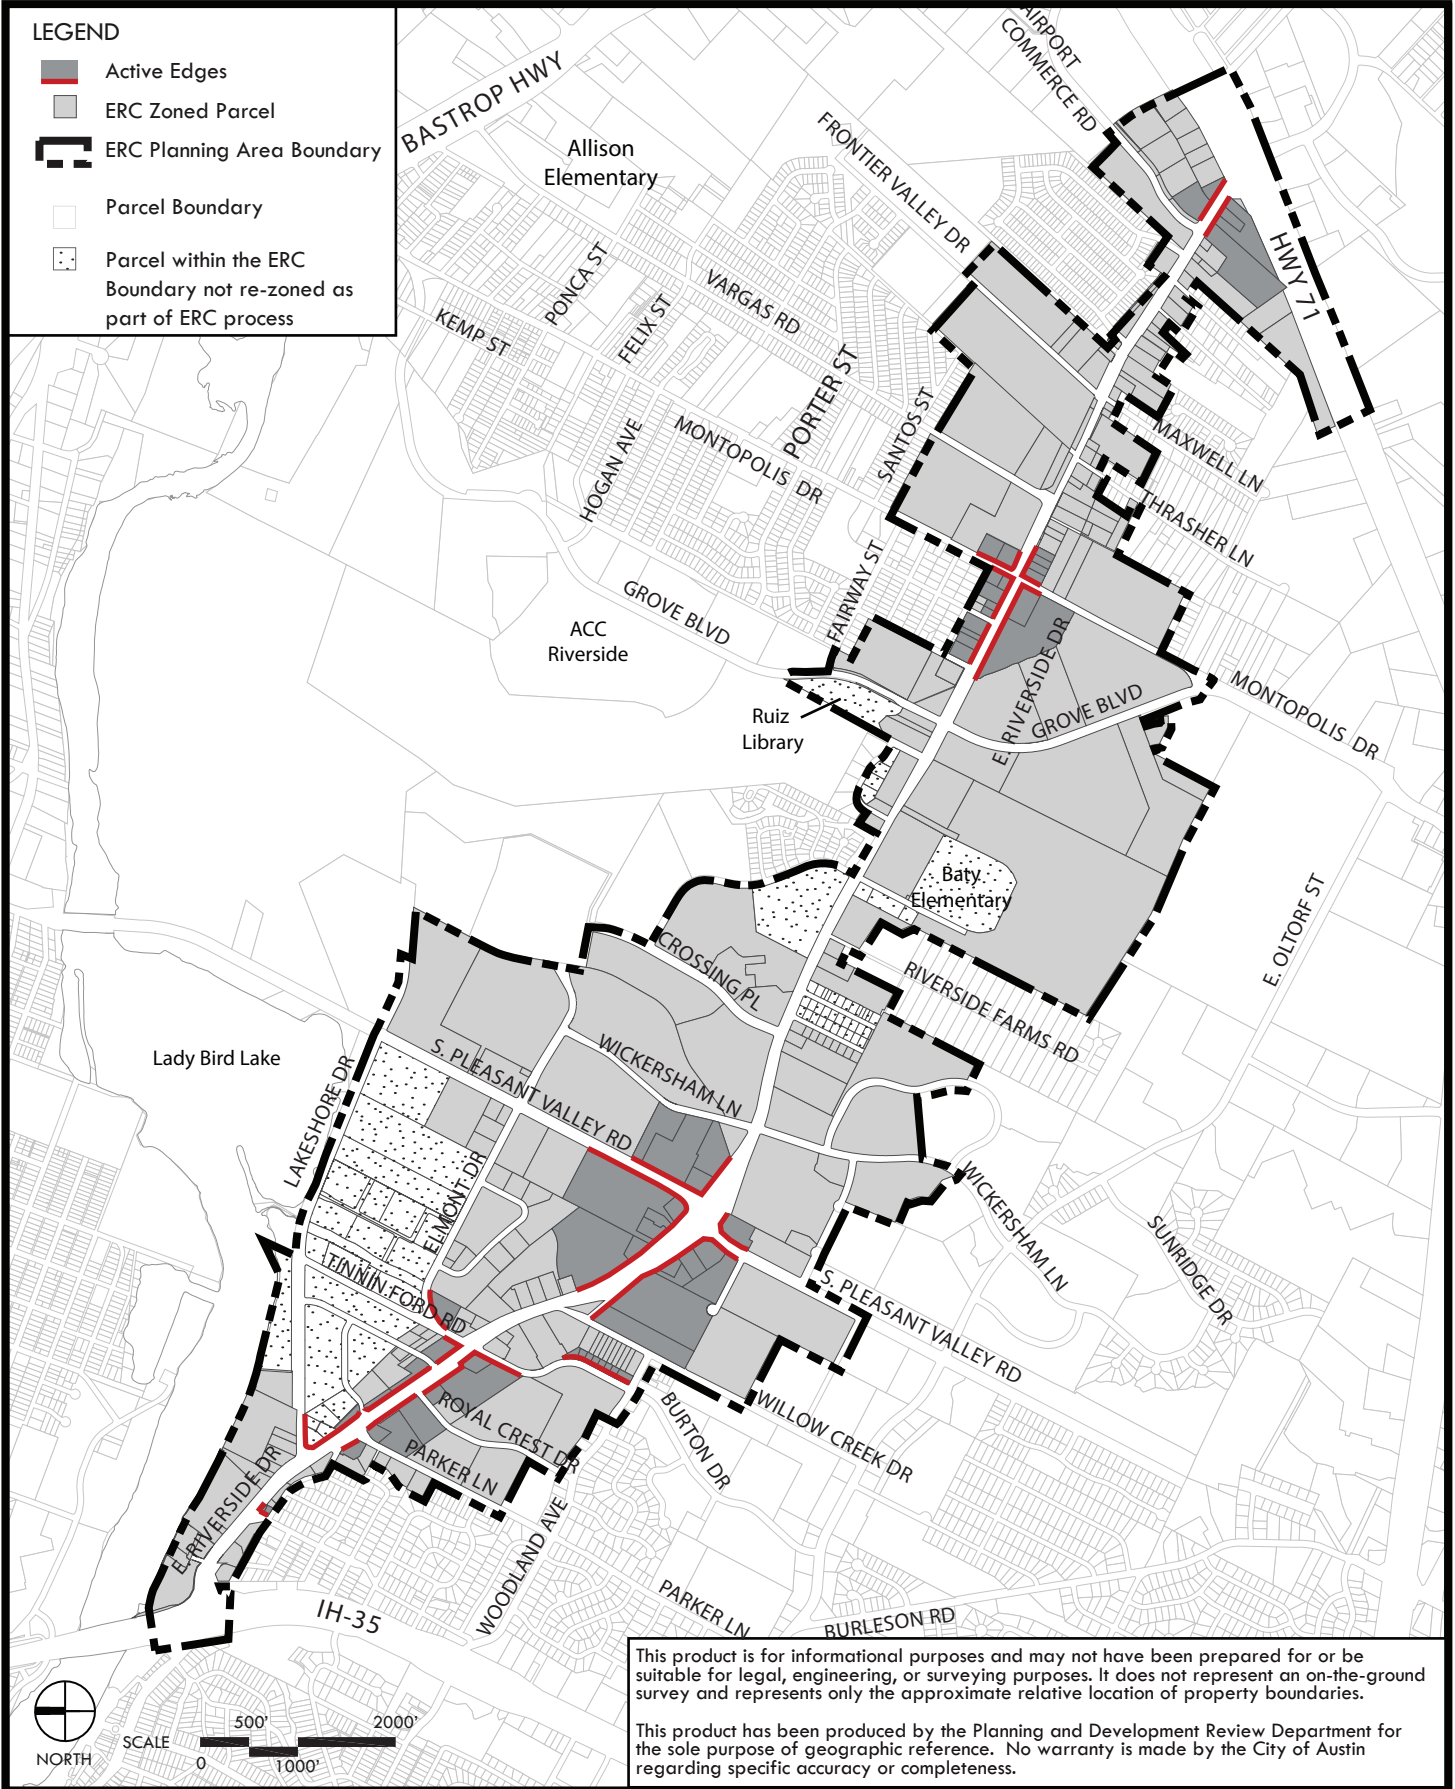 LEGEND
Active Edges
ERC Zoned Parcel
ERC Planning Area Boundary
Parcel Boundary
Parcel within the ERC
Boundary not re-zoned as
part of ERC process
BASTROP HWY
Allison
Elementary
AIRPORT
COMMERCE RD
FRONTIER VALLEY DR
HWY 71
PONCA ST
VARGAS RD
KEMP ST
FELIX ST
PORTER ST
SANTOS ST
HOGAN AVE
MONTOPOLIS DR
MAXWELL LN
THRASHER LN
FAIRWAY ST
GROVE BLVD
ACC
Riverside
E. RIVERSIDE DR
GROVE BLVD
MONTOPOLIS DR
Ruiz
Library
Baty
Elementary
E. OLTORF ST
CROSSING PL
RIVERSIDE FARMS RD
Lady Bird Lake
LAKESHORE DR
S. PLEASANT VALLEY RD
WICKERSHAM LN
ELMONT DR
WICKERSHAM LN
SUNRIDGE DR
TINNIN FORD RD
S. PLEASANT VALLEY RD
ROYAL CREST DR
PARKER LN
BURTON DR
WILLOW CREEK DR
E. RIVERSIDE DR
WOODLAND AVE
IH-35
PARKER LN
BURLESON RD
NORTH
SCALE
500'
2000'
0
1000'
This product is for informational purposes and may not have been prepared for or be
suitable for legal, engineering, or surveying purposes. It does not represent an on-the-ground
survey and represents only the approximate relative location of property boundaries.
This product has been produced by the Planning and Development Review Department for
the sole purpose of geographic reference. No warranty is made by the City of Austin
regarding specific accuracy or completeness.